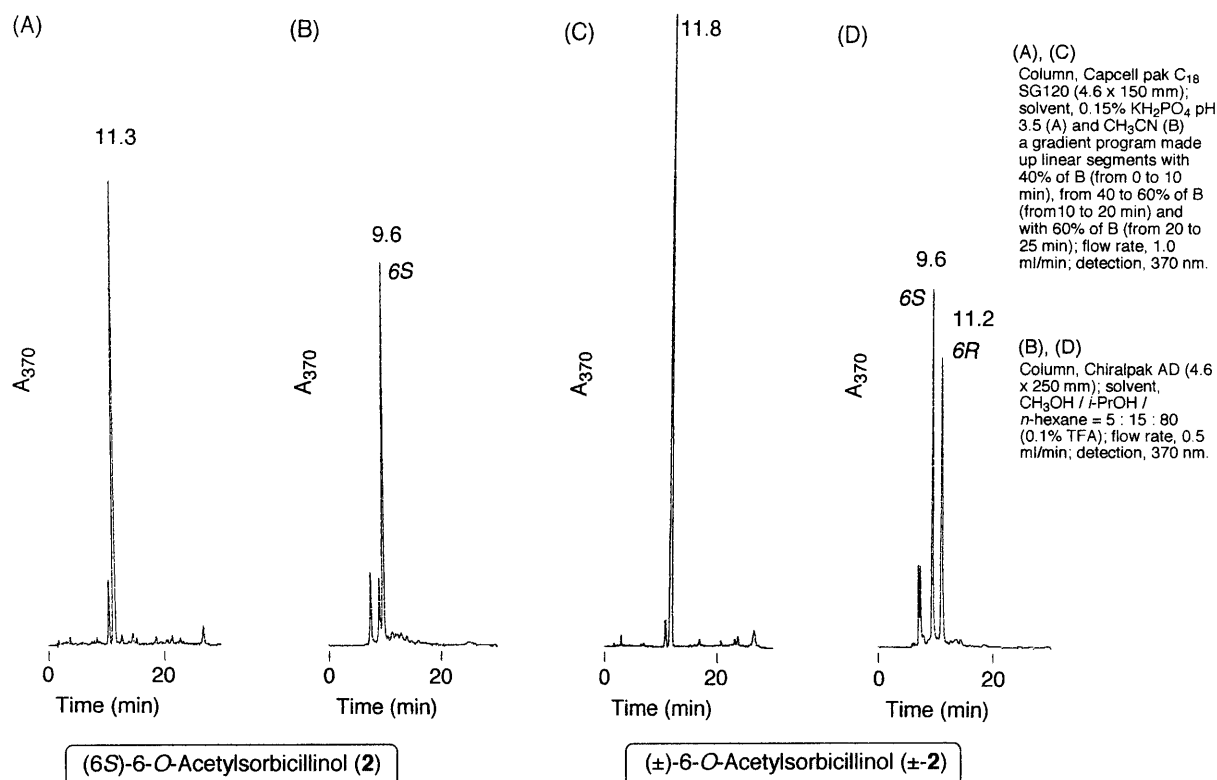 (A)
11.3
A370
0
20
Time (min)
(B)
9.6
6S
A370
0
20
Time (min)
(6S)-6-O-Acetylsorbicillinol (2)
(C)
11.8
A370
0
20
Time (min)
(D)
9.6
6S
11.2
6R
A370
0
20
Time (min)
(±)-6-O-Acetylsorbicillinol (±-2)
(A), (C)
Column, Capcell pak C18
SG120 (4.6 x 150 mm);
solvent, 0.15% KH2PO4 pH
3.5 (A) and CH3CN (B)
a gradient program made
up linear segments with
40% of B (from 0 to 10
min), from 40 to 60% of B
(from10 to 20 min) and
with 60% of B (from 20 to
25 min); flow rate, 1.0
ml/min; detection, 370 nm.
(B), (D)
Column, Chiralpak AD (4.6
x 250 mm); solvent,
CH3OH / i-PrOH /
n-hexane = 5 : 15 : 80
(0.1% TFA); flow rate, 0.5
ml/min; detection, 370 nm.